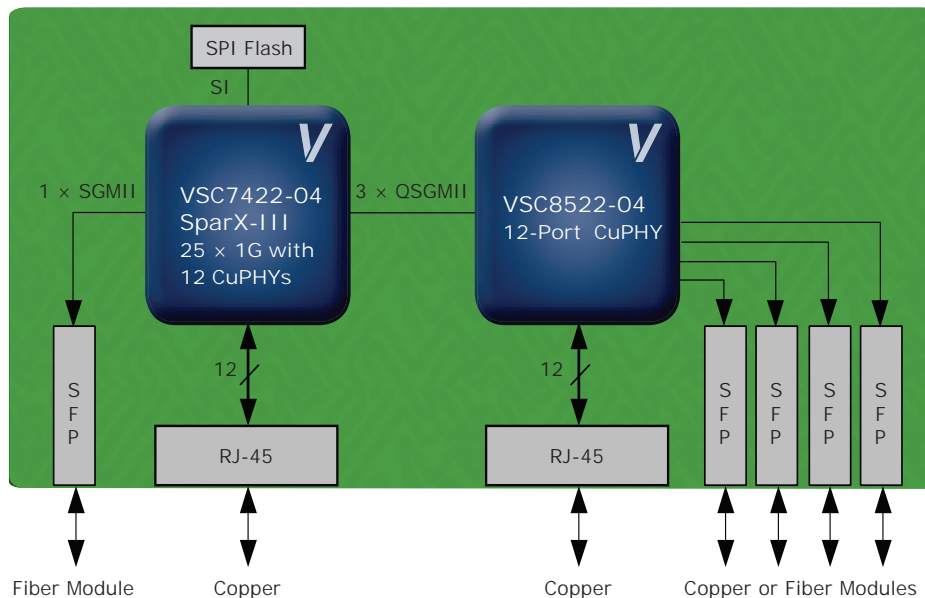 SPI Flash
SI
1 × SGMII
V
VSC7422-04
SparX-III
25 × 1G with
12 CuPHYs
3 × QSGMII
V
VSC8522-04
12-Port CuPHY
12
12
SFP
RJ-45
RJ-45
SFP
SFP
SFP
SFP
Fiber Module
Copper
Copper
Copper or Fiber Modules